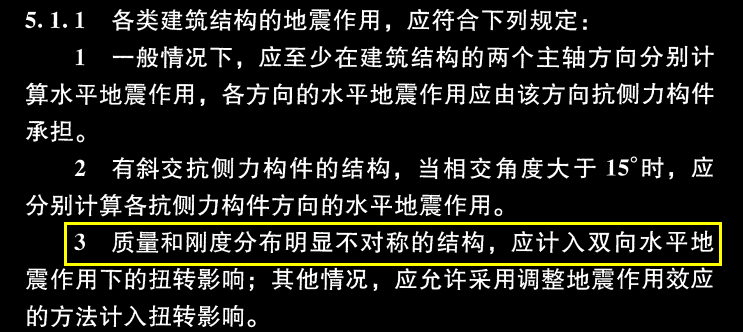 5.1.1 各类建筑结构的地震作用，应符合下列规定：
1 一般情况下，应至少在建筑结构的两个主轴方向分别计
算水平地震作用，各方向的水平地震作用应由该方向抗侧力构件
承担。
2 有斜交抗侧力构件的结构，当相交角度大于 15°时，应
分别计算各抗侧力构件方向的水平地震作用。
3 质量和刚度分布明显不对称的结构，应计入双向水平地
震作用下的扭转影响；其他情况，应允许采用调整地震作用效应
的方法计入扭转影响。